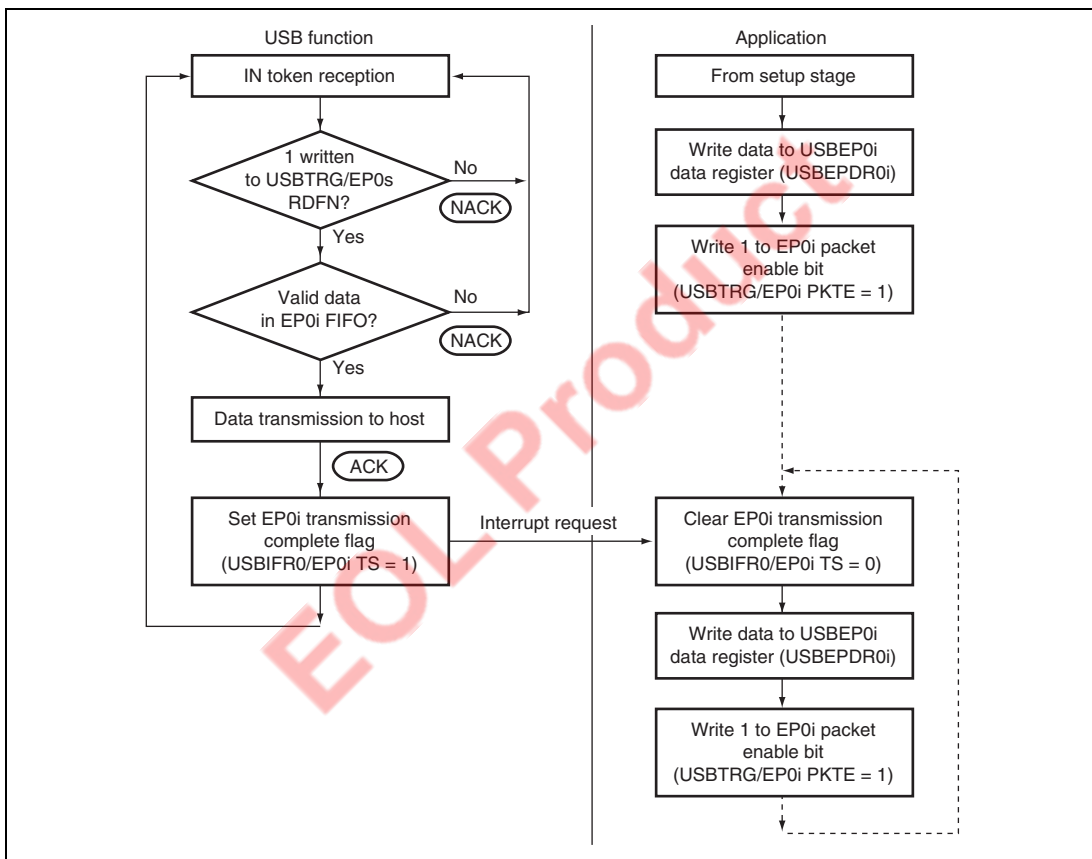 USB function
IN token reception
1 written
to USBTRG/EP0s
RDFN?
No
NACK
Yes
Valid data
in EP0i FIFO?
No
NACK
Yes
Data transmission to host
ACK
Set EP0i transmission
complete flag
(USBIFR0/EP0i TS = 1)
Interrupt request
Application
From setup stage
Write data to USBEP0i
data register (USBEPDR0i)
Write 1 to EP0i packet
enable bit
(USBTRG/EP0i PKTE = 1)
Clear EP0i transmission
complete flag
(USBIFR0/EP0i TS = 0)
Write data to USBEP0i
data register (USBEPDR0i)
Write 1 to EP0i packet
enable bit
(USBTRG/EP0i PKTE = 1)
EOL Product